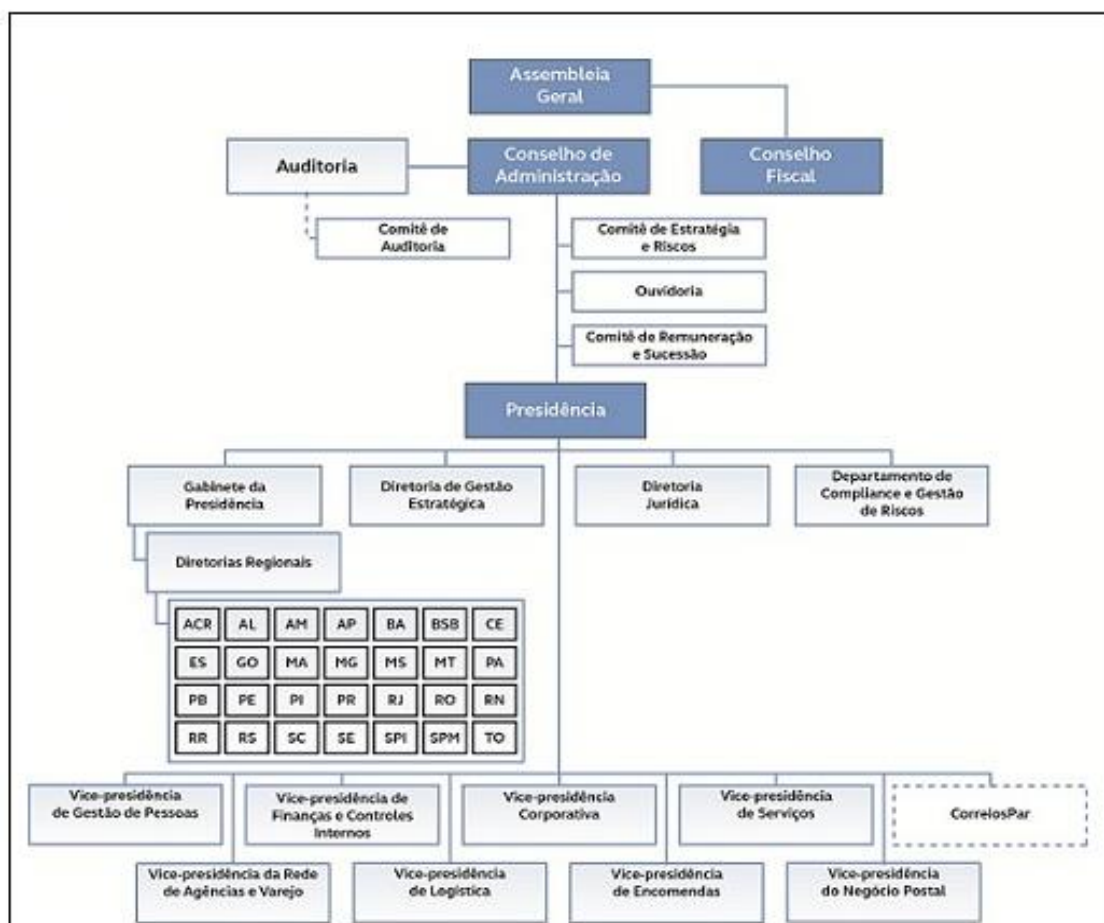 Assembleia
Geral
Auditoria
Conselho de
Administração
Conselho
Fiscal
Comitê de
Auditoria
Comitê de Estratégia
e Riscos
Ouvidoria
Comitê de Remuneração
e Sucessão
Presidência
Gabinete da
Presidência
Diretoria de Gestão
Estratégica
Diretoria
Jurídica
Departamento de
Compliance e Gestão
de Riscos
Diretorias Regionais
ACR AL AM AP BA BSB CE
ES GO MA MG MS MT PA
PB PE PI PR RJ RO RN
RR RS SC SE SPI SPM TO
Vice-presidência
de Gestão de Pessoas
Vice-presidência de
Finanças e Controles
Internos
Vice-presidência
Corporativa
Vice-presidência
de Serviços
CorreiosPar
Vice-presidência da Rede
de Agências e Varejo
Vice-presidência
de Logística
Vice-presidência
de Encomendas
Vice-presidência
do Negócio Postal